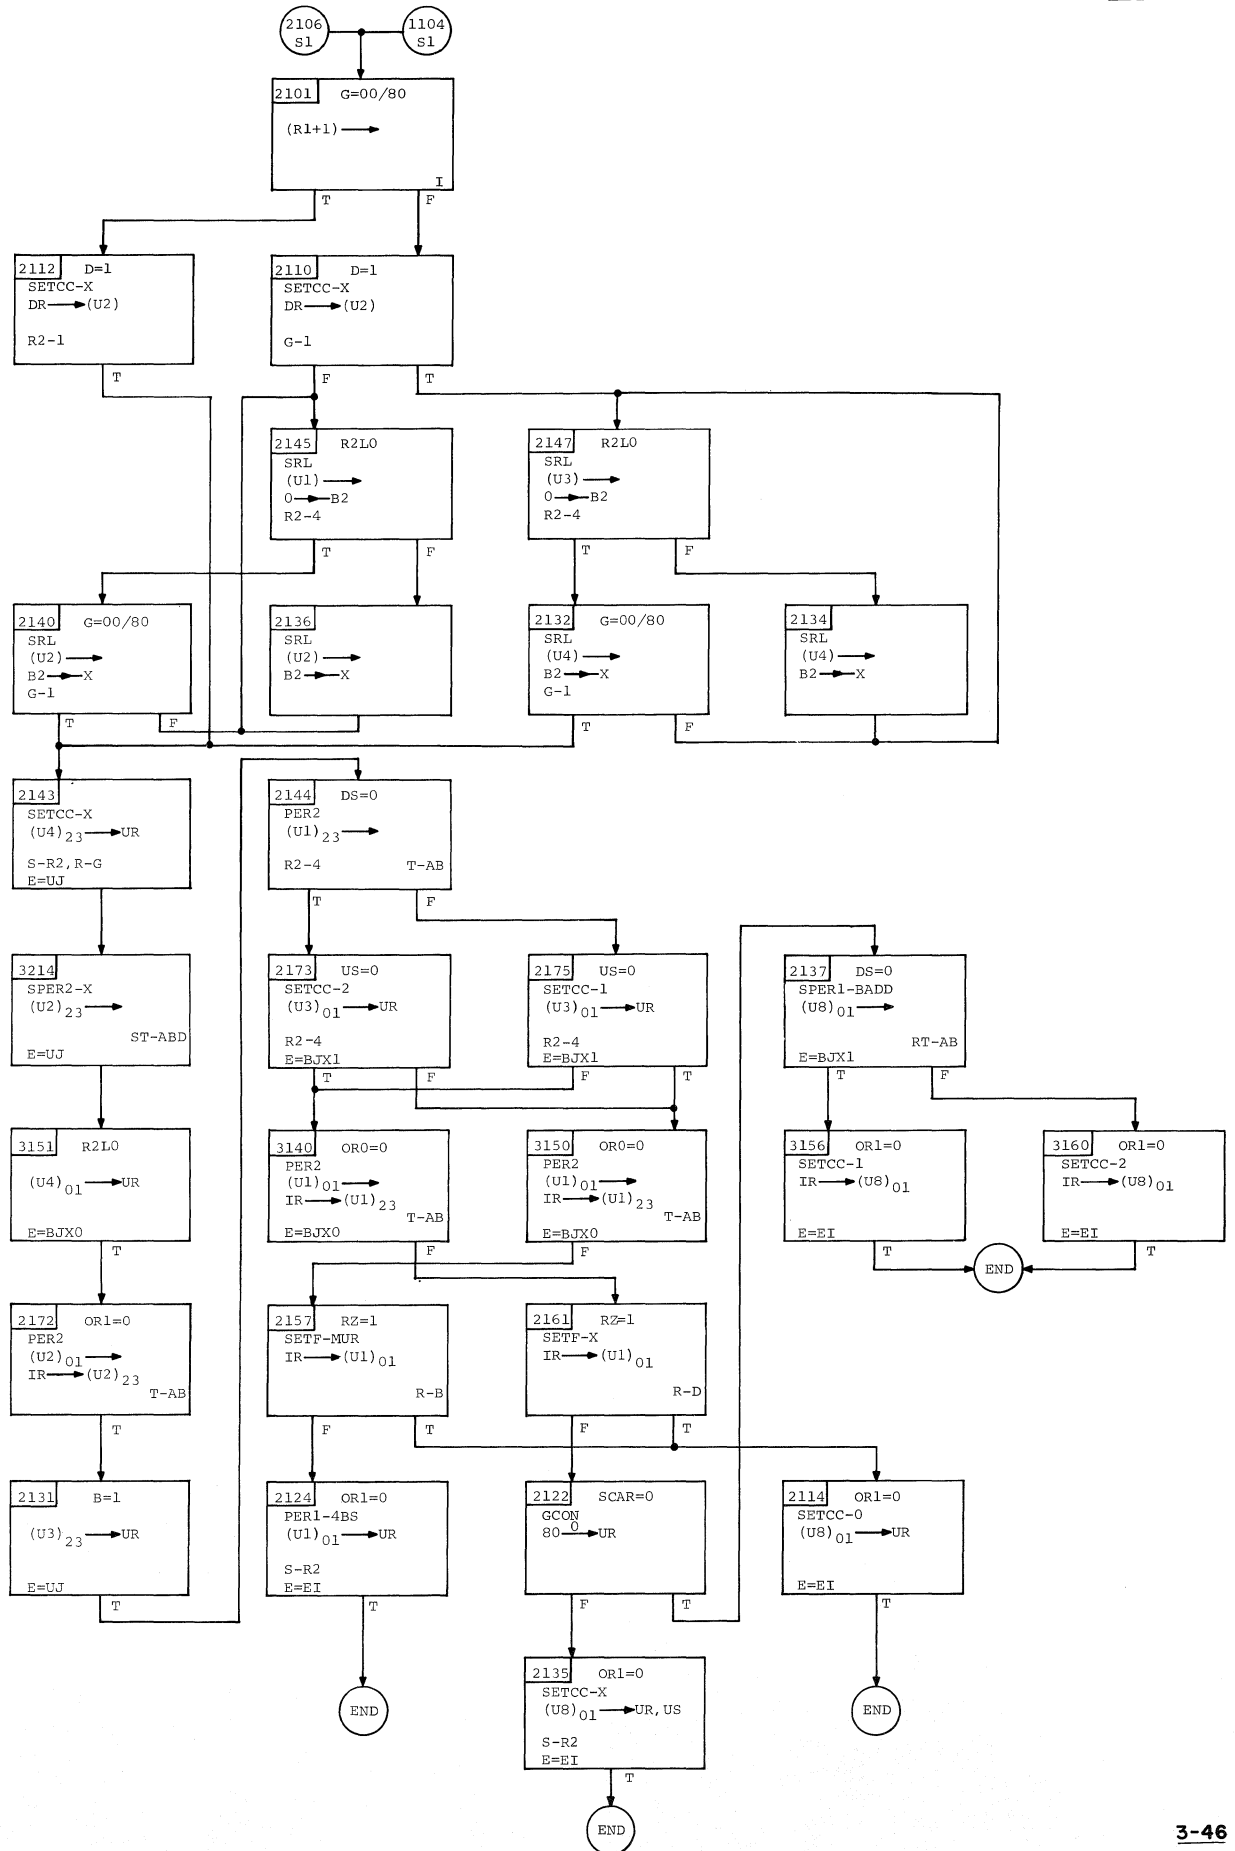 2106
S1
1104
S1
2101 G=00/80
(R1+1)
I
T F
2112 D=1
SETCC-X
DR (U2)
R2-1
T
2110 D=1
SETCC-X
DR (U2)
G-1
F T
2145 R2L0
SRL
(U1)
0 B2
R2-4
T F
2147 R2L0
SRL
(U3)
0 B2
R2-4
T F
2140 G=00/80
SRL
(U2)
B2 X
G-1
T F
2136
SRL
(U2)
B2 X
2132 G=00/80
SRL
(U4)
B2 X
G-1
T F
2134
SRL
(U4)
B2 X
2143
SETCC-X
(U4)23 UR
S-R2,R-G
E=UJ
2144 DS=0
PER2
(U1)23
R2-4 T-AB
T F
3214
SPER2-X
(U2)23
ST-ABD
E=UJ
2173 US=0
SETCC-2
(U3)01 UR
R2-4
E=BJX1
T F
2175 US=0
SETCC-1
(U3)01 UR
R2-4
E=BJX1
F T
2137 DS=0
SPER1-BADD
(U8)01
RT-AB
E=BJX1
T F
3151 R2L0
(U4)01 UR
E=BJX0
T
3140 OR0=0
PER2
(U1)01
IR (U1)23
T-AB
E=BJX0
F
3150 OR0=0
PER2
(U1)01
IR (U1)23
T-AB
E=BJX0
F
3156 OR1=0
SETCC-1
IR (U8)01
E=EI
T
3160 OR1=0
SETCC-2
IR (U8)01
E=EI
T
END
2172 OR1=0
PER2
(U2)01
IR (U2)23
T-AB
T
2157 RZ=1
SETF-MUR
IR (U1)01
R-B
F T
2161 RZ=1
SETF-X
IR (U1)01
R-D
F T
2131 B=1
(U3)23 UR
E=UJ
T
2124 OR1=0
PER1-4BS
(U1)01 UR
S-R2
E=EI
T
END
2122 SCAR=0
GCON
80 0 UR
F T
2114 OR1=0
SETCC-0
(U8)01 UR
E=EI
T
END
2135 OR1=0
SETCC-X
(U8)01 UR,US
S-R2
E=EI
T
END
3-46